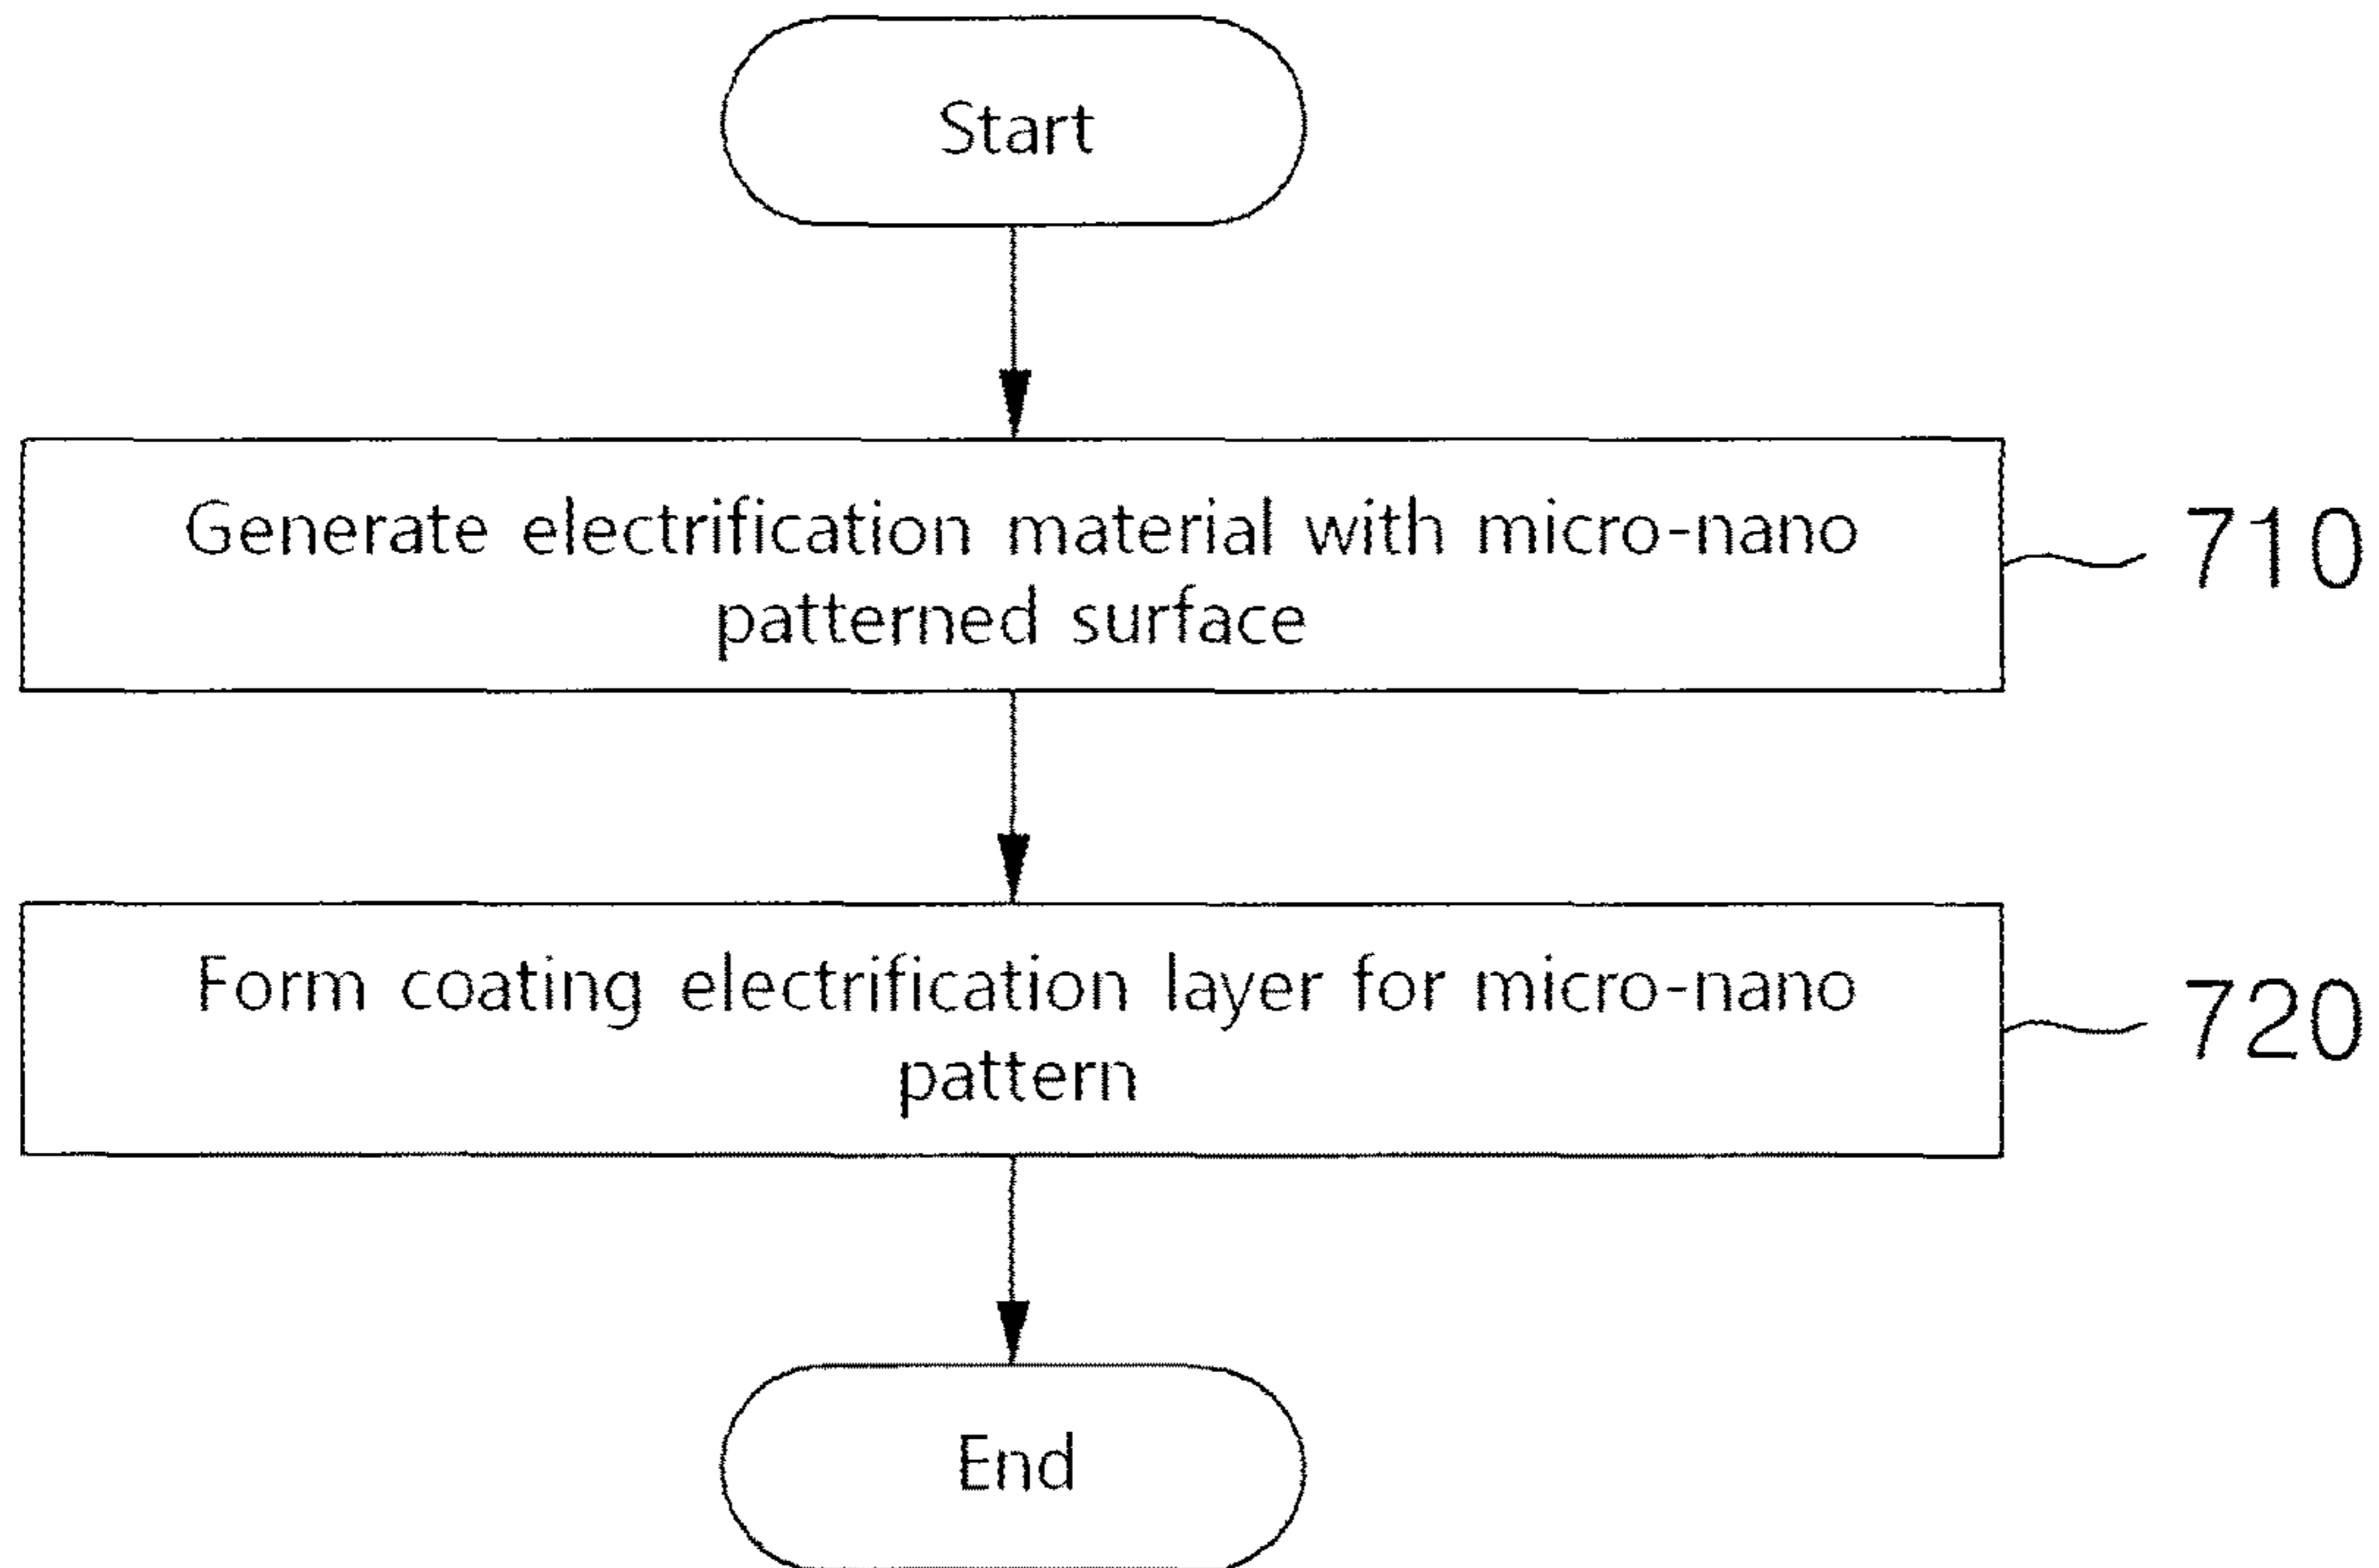 Start
Generate electrification material with micro-nano
patterned surface
710
Form coating electrification layer for micro-nano
pattern
720
End